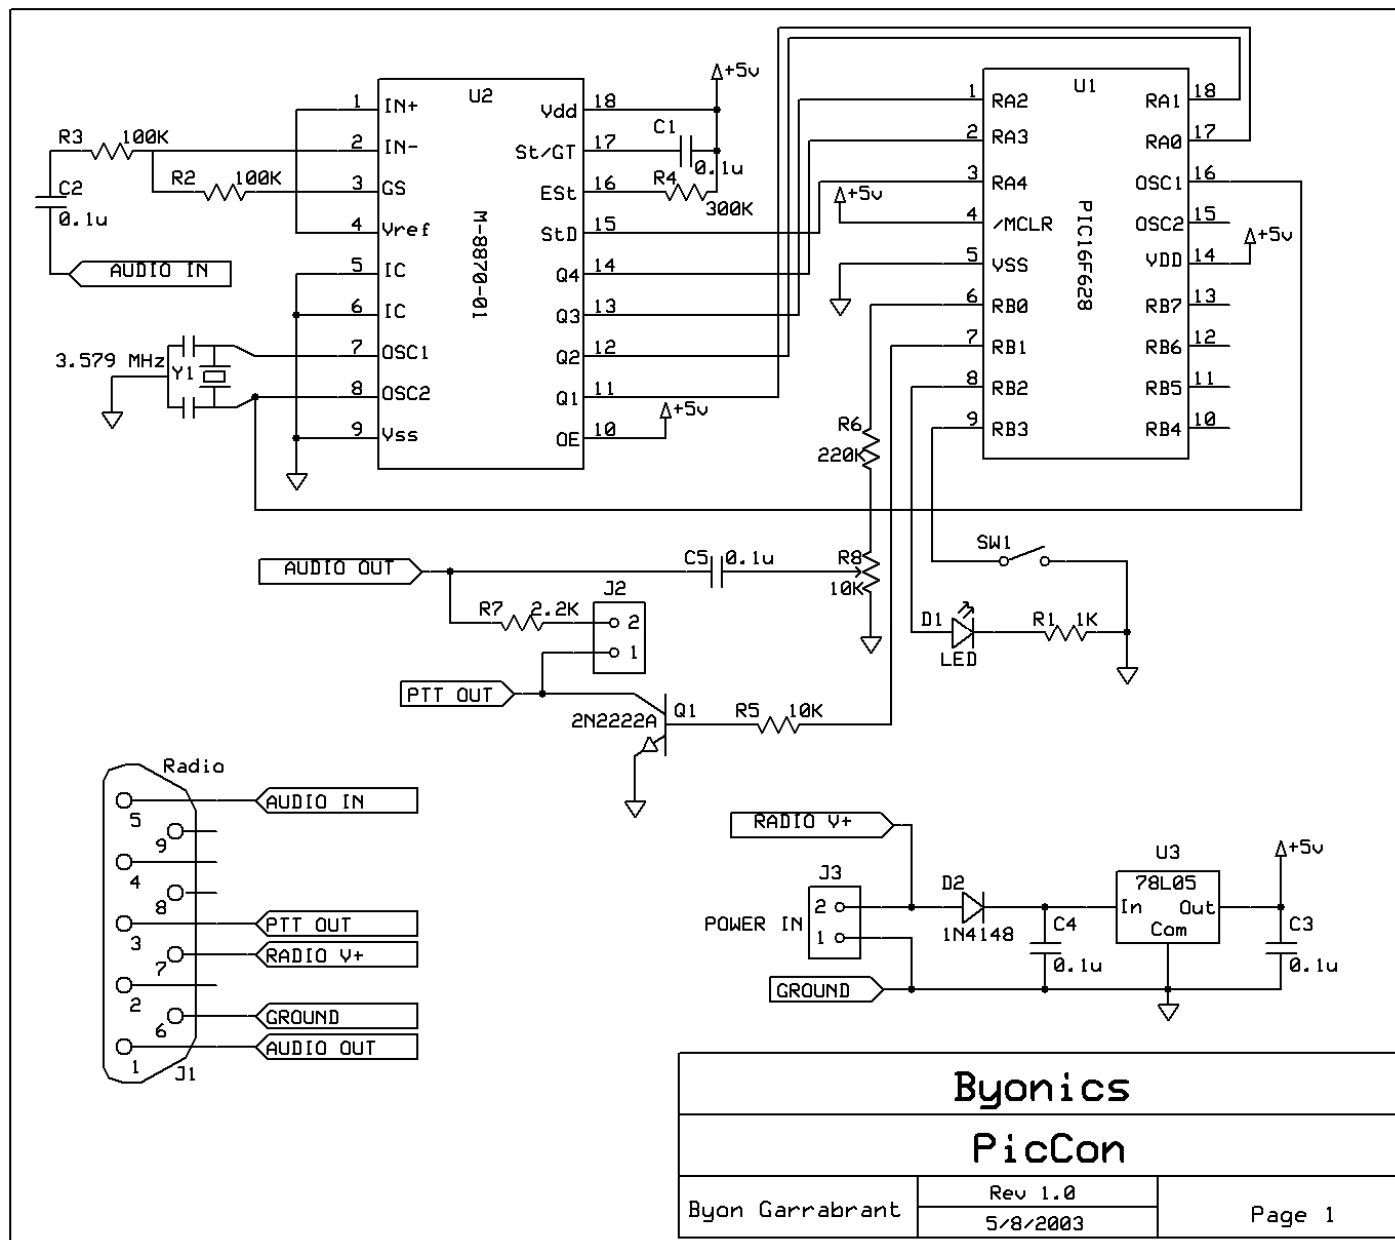 U2
M-8870-01
1 IN+
2 IN-
3 GS
4 Vref
5 IC
6 IC
7 OSC1
8 OSC2
9 Vss
Vdd 18
St/GT 17
ESt 16
StD 15
Q4 14
Q3 13
Q2 12
Q1 11
OE 10
+5v
C1
0.1u
R4
300K
+5v
R3 100K
R2 100K
C2
0.1u
AUDIO IN
3.579 MHz
Y1
U1
PIC16F628
1 RA2
2 RA3
3 RA4
4 /MCLR
5 VSS
6 RB0
7 RB1
8 RB2
9 RB3
RA1 18
RA0 17
OSC1 16
OSC2 15
VDD 14
RB7 13
RB6 12
RB5 11
RB4 10
+5v
+5v
R6
220K
AUDIO OUT
C5 0.1u
R8
10K
SW1
R7 2.2K
J2
2
1
D1
LED
R1 1K
PTT OUT
2N2222A
Q1
R5 10K
Radio
5
9
4
8
3
7
2
6
1
J1
AUDIO IN
PTT OUT
RADIO V+
GROUND
AUDIO OUT
RADIO V+
J3
POWER IN
2
1
GROUND
D2
1N4148
C4
0.1u
U3
78L05
In Out
Com
+5v
C3
0.1u
Byonics
PicCon
Byon Garrabrant
Rev 1.0
5/8/2003
Page 1